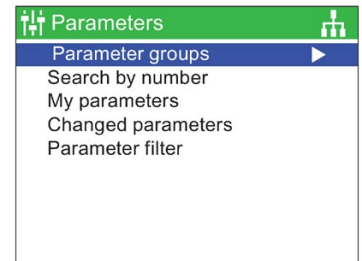 Parameters
Parameter groups
Search by number
My parameters
Changed parameters
Parameter filter